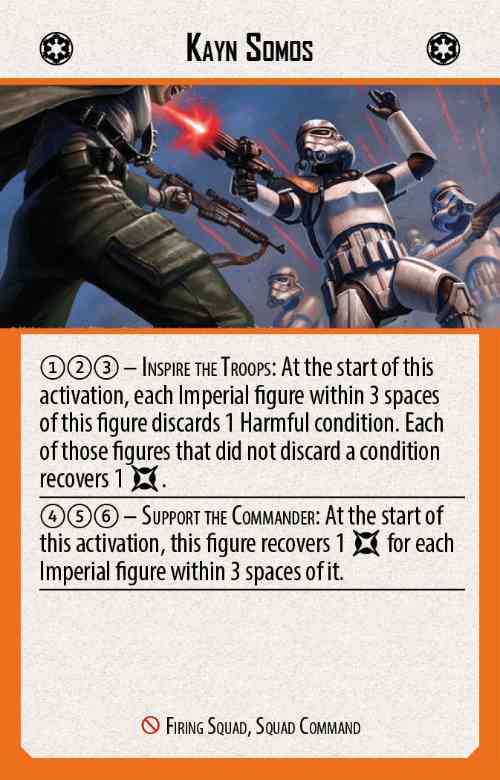 Kayn Somos
①②③ – Inspire the Troops: At the start of this
activation, each Imperial figure within 3 spaces
of this figure discards 1 Harmful condition. Each
of those figures that did not discard a condition
recovers 1 .
④⑤⑥ – Support the Commander: At the start of
this activation, this figure recovers 1 for each
Imperial figure within 3 spaces of it.
Firing Squad, Squad Command